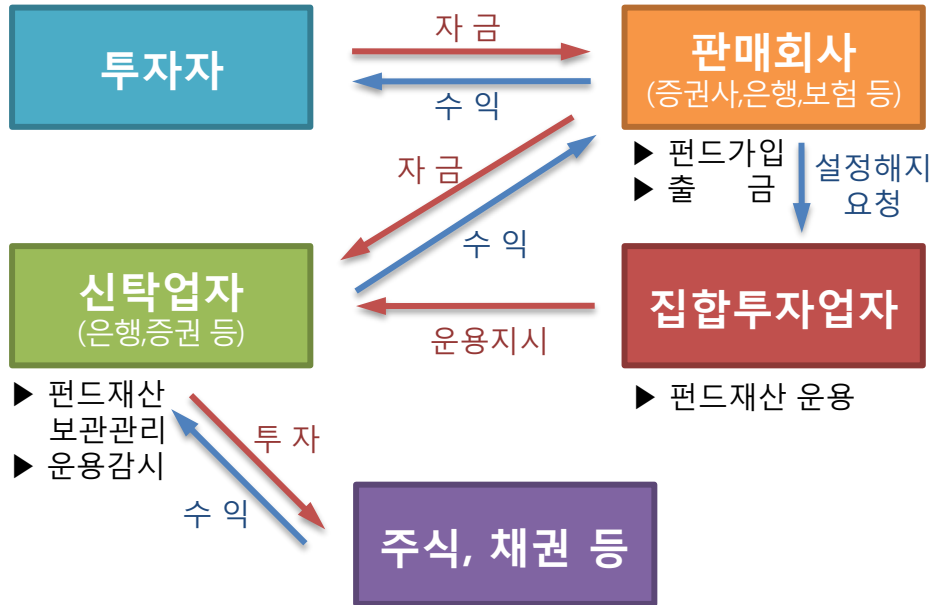 투자자
자 금
수 익
판매회사
(증권사,은행,보험 등)
▶ 펀드가입
▶ 출 금
설정해지
요청
자 금
수 익
신탁업자
(은행,증권 등)
운용지시
집합투자업자
▶ 펀드재산
보관관리
▶ 운용감시
▶ 펀드재산 운용
투 자
수 익
주식, 채권 등